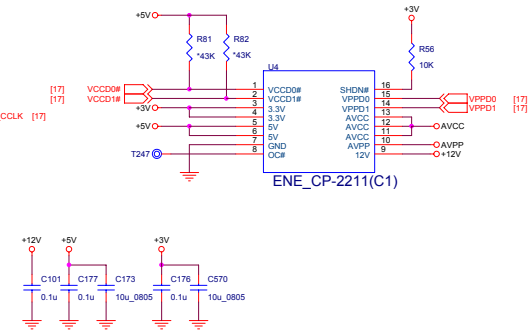 +5V
+3V
R81
R82
*43K
*43K
R56
10K
U4
[17] VCCD0#
[17] VCCD1#
CCLK [17]
+3V
+5V
T247
1 VCCD0#
2 VCCD1#
3 3.3V
4 3.3V
5 5V
6 5V
7 GND
8 OC#
SHDN# 16
VPPD0 15
VPPD1 14
AVCC 13
AVCC 12
AVCC 11
AVPP 10
12V 9
VPPD0 [17]
VPPD1 [17]
AVCC
AVPP
+12V
ENE_CP-2211(C1)
+12V
+5V
+3V
C101
C177
C173
C176
C570
0.1u
0.1u
10u_0805
0.1u
10u_0805